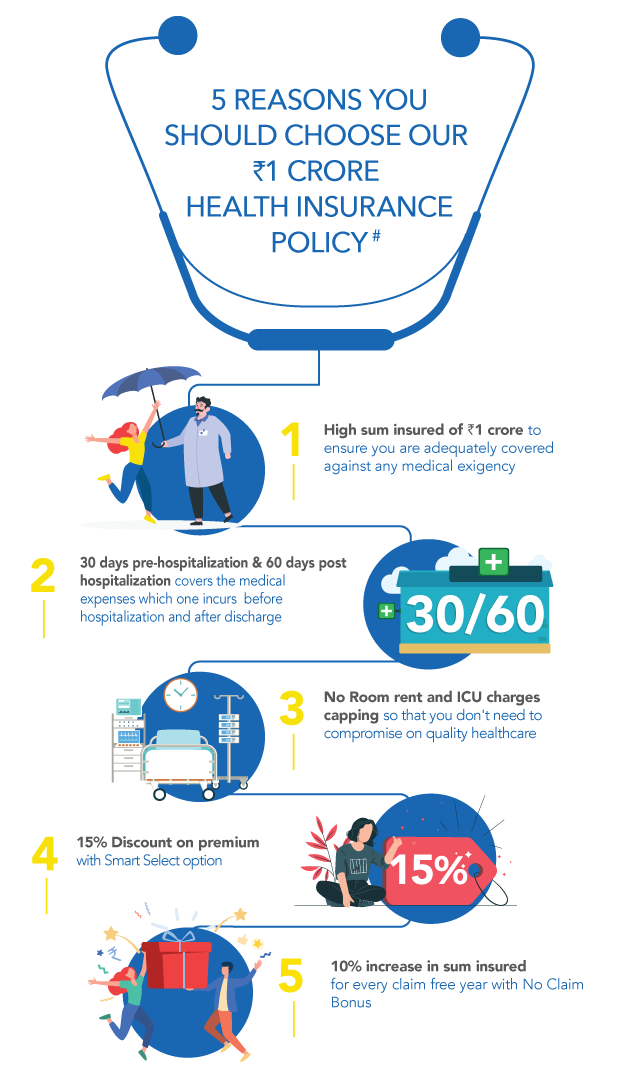 5 REASONS YOU
SHOULD CHOOSE OUR
₹1 CRORE
HEALTH INSURANCE
POLICY#
1
High sum insured of ₹1 crore to
ensure you are adequately covered
against any medical exigency
2
30 days pre-hospitalization & 60 days post
hospitalization covers the medical
expenses which one incurs before
hospitalization and after discharge
30/60
3
No Room rent and ICU charges
capping so that you don't need to
compromise on quality healthcare
4
15% Discount on premium
with Smart Select option
15%
5
10% increase in sum insured
for every claim free year with No Claim
Bonus